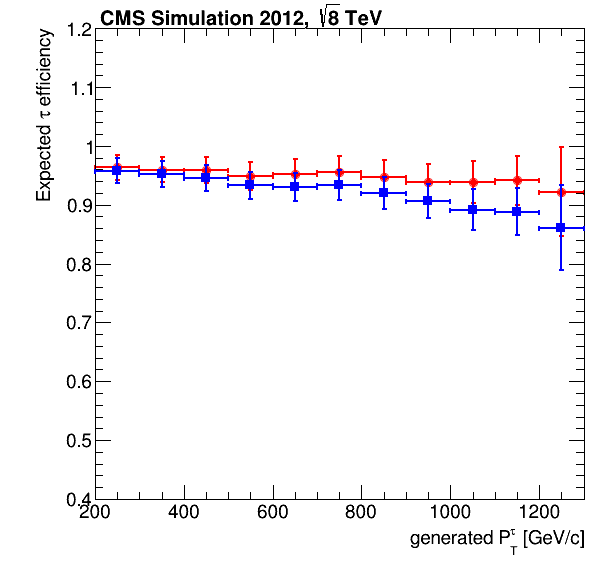 CMS Simulation 2012, √8 TeV
Expected τ efficiency
1.2
1.1
1
0.9
0.8
0.7
0.6
0.5
0.4
200 400 600 800 1000 1200
generated P_T^τ [GeV/c]